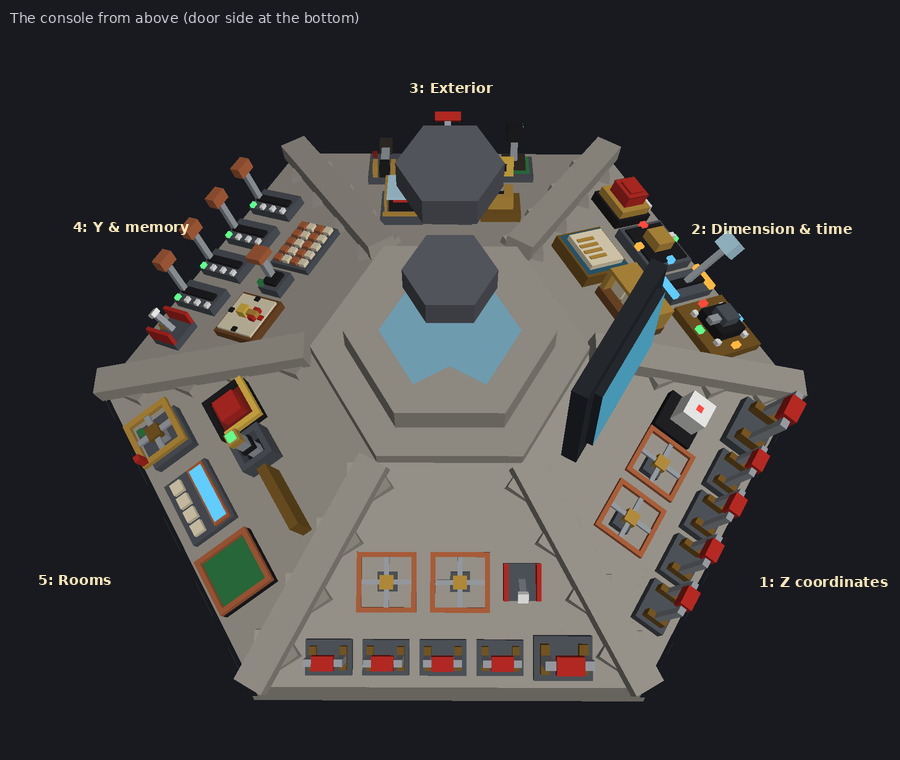 The console from above (door side at the bottom)
3: Exterior
4: Y & memory
2: Dimension & time
5: Rooms
1: Z coordinates